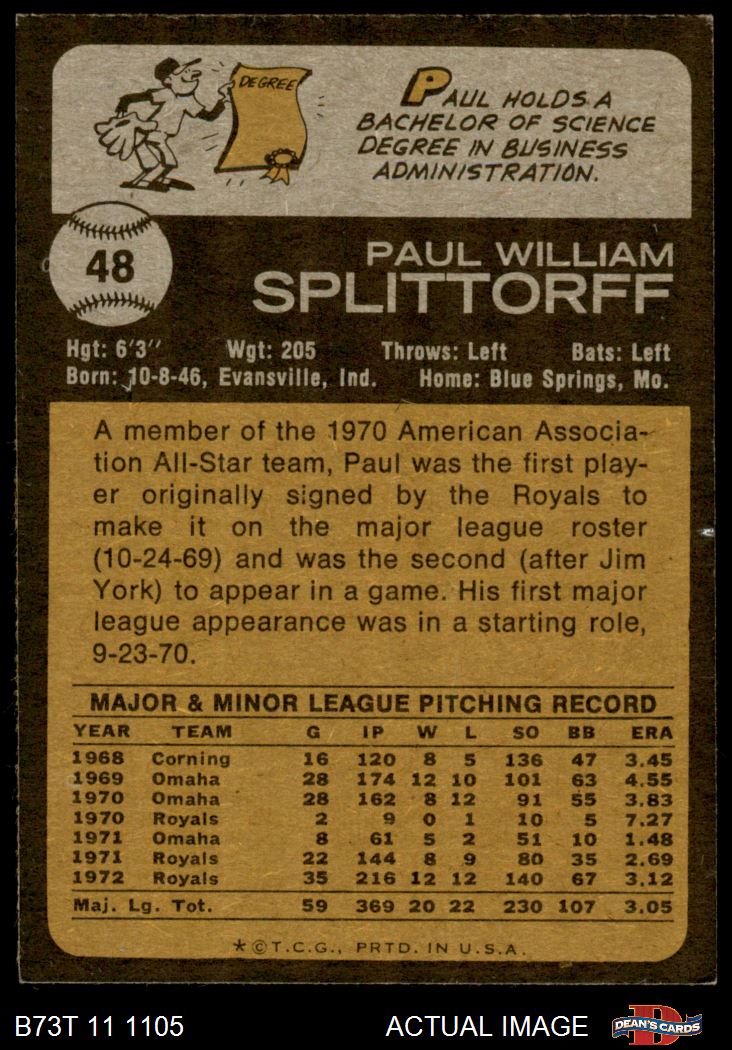 DEGREE
PAUL HOLDS A
BACHELOR OF SCIENCE
DEGREE IN BUSINESS
ADMINISTRATION.
48
PAUL WILLIAM
SPLITTORFF
Hgt: 6'3" Wgt: 205 Throws: Left Bats: Left
Born: 10-8-46, Evansville, Ind. Home: Blue Springs, Mo.
A member of the 1970 American Associa-
tion All-Star team, Paul was the first play-
er originally signed by the Royals to
make it on the major league roster
(10-24-69) and was the second (after Jim
York) to appear in a game. His first major
league appearance was in a starting role,
9-23-70.
MAJOR & MINOR LEAGUE PITCHING RECORD
YEAR TEAM G IP W L SO BB ERA
1968 Corning 16 120 8 5 136 47 3.45
1969 Omaha 28 174 12 10 101 63 4.55
1970 Omaha 28 162 8 12 91 55 3.83
1970 Royals 2 9 0 1 10 5 7.27
1971 Omaha 8 61 5 2 51 10 1.48
1971 Royals 22 144 8 9 80 35 2.69
1972 Royals 35 216 12 12 140 67 3.12
Maj. Lg. Tot. 59 369 20 22 230 107 3.05
*©T.C.G., PRTD. IN U.S.A.
B73T 11 1105 ACTUAL IMAGE D DEAN'S CARDS